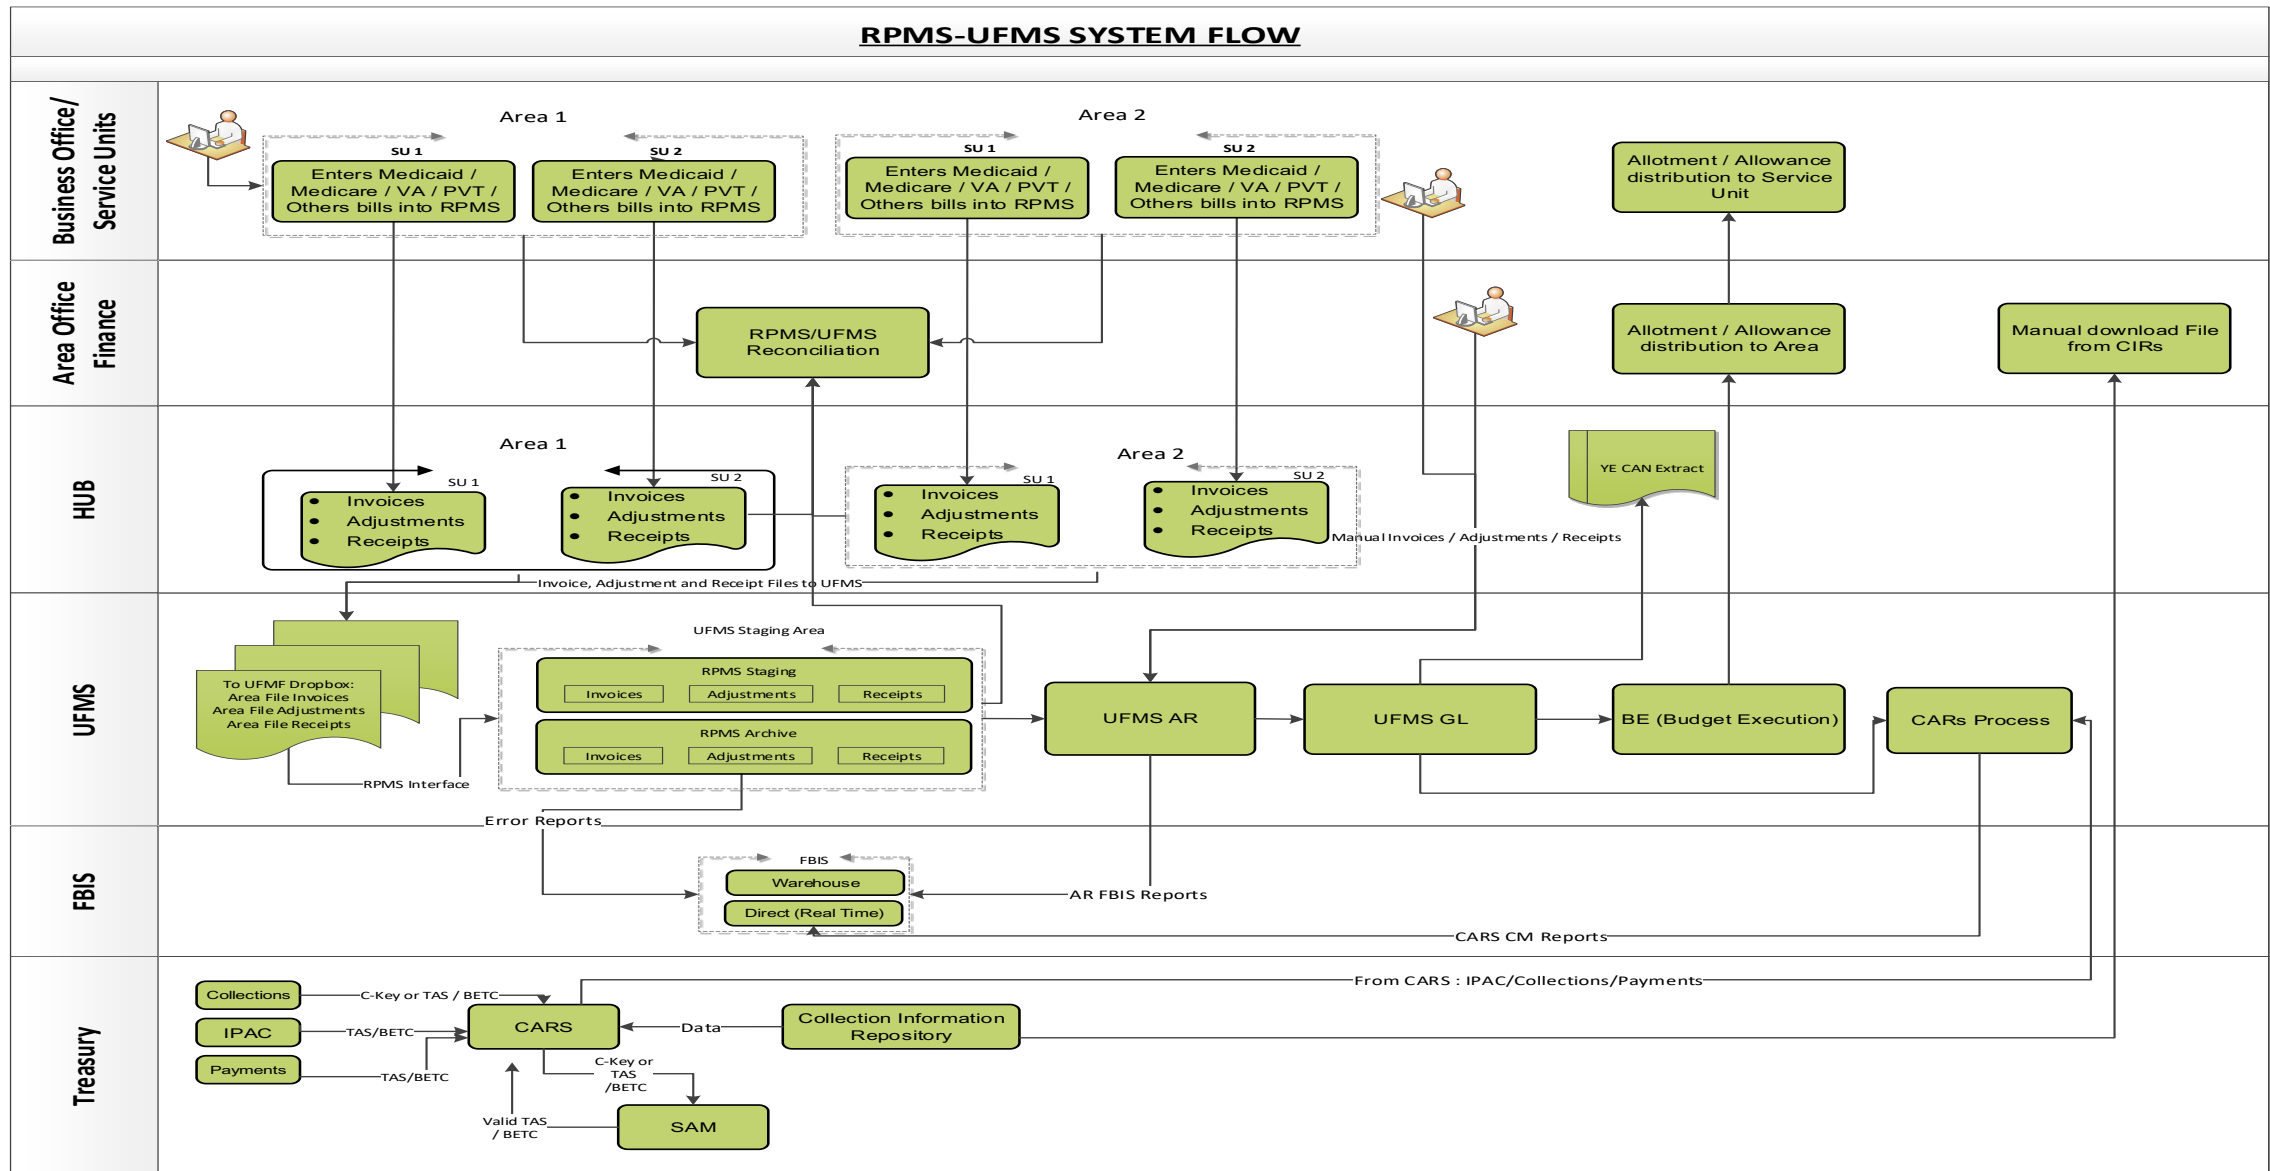 RPMS-UFMS SYSTEM FLOW
Business Office/
Service Units
Area 1
Area 2
SU 1
SU 2
SU 1
SU 2
Enters Medicaid /
Medicare / VA / PVT /
Others bills into RPMS
Enters Medicaid /
Medicare / VA / PVT /
Others bills into RPMS
Enters Medicaid /
Medicare / VA / PVT /
Others bills into RPMS
Enters Medicaid /
Medicare / VA / PVT /
Others bills into RPMS
Allotment / Allowance
distribution to Service
Unit
Area Office
Finance
RPMS/UFMS
Reconciliation
Allotment / Allowance
distribution to Area
Manual download File
from CIRs
HUB
Area 1
Area 2
SU 1
• Invoices
• Adjustments
• Receipts
SU 2
• Invoices
• Adjustments
• Receipts
SU 1
• Invoices
• Adjustments
• Receipts
SU 2
• Invoices
• Adjustments
• Receipts
YE CAN Extract
Manual Invoices / Adjustments / Receipts
Invoice, Adjustment and Receipt Files to UFMS
UFMS
To UFMF Dropbox:
Area File Invoices
Area File Adjustments
Area File Receipts
RPMS Interface
UFMS Staging Area
RPMS Staging
Invoices
Adjustments
Receipts
RPMS Archive
Invoices
Adjustments
Receipts
UFMS AR
UFMS GL
BE (Budget Execution)
CARs Process
Error Reports
FBIS
FBIS
Warehouse
Direct (Real Time)
AR FBIS Reports
CARS CM Reports
Treasury
Collections
C-Key or TAS / BETC
IPAC
TAS/BETC
Payments
TAS/BETC
CARS
Data
Collection Information
Repository
From CARS : IPAC/Collections/Payments
C-Key or
TAS
/BETC
Valid TAS
/ BETC
SAM